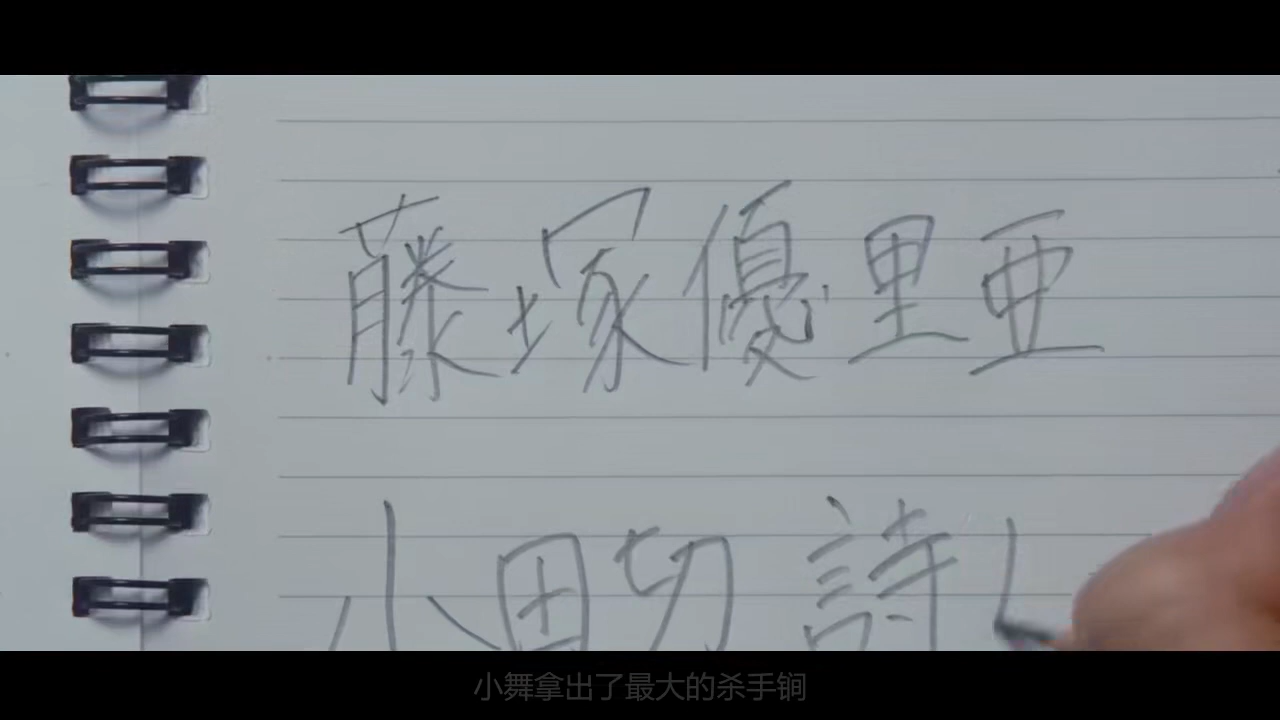 藤塚優里亜
小田切詩
小舞拿出了最大的杀手锏